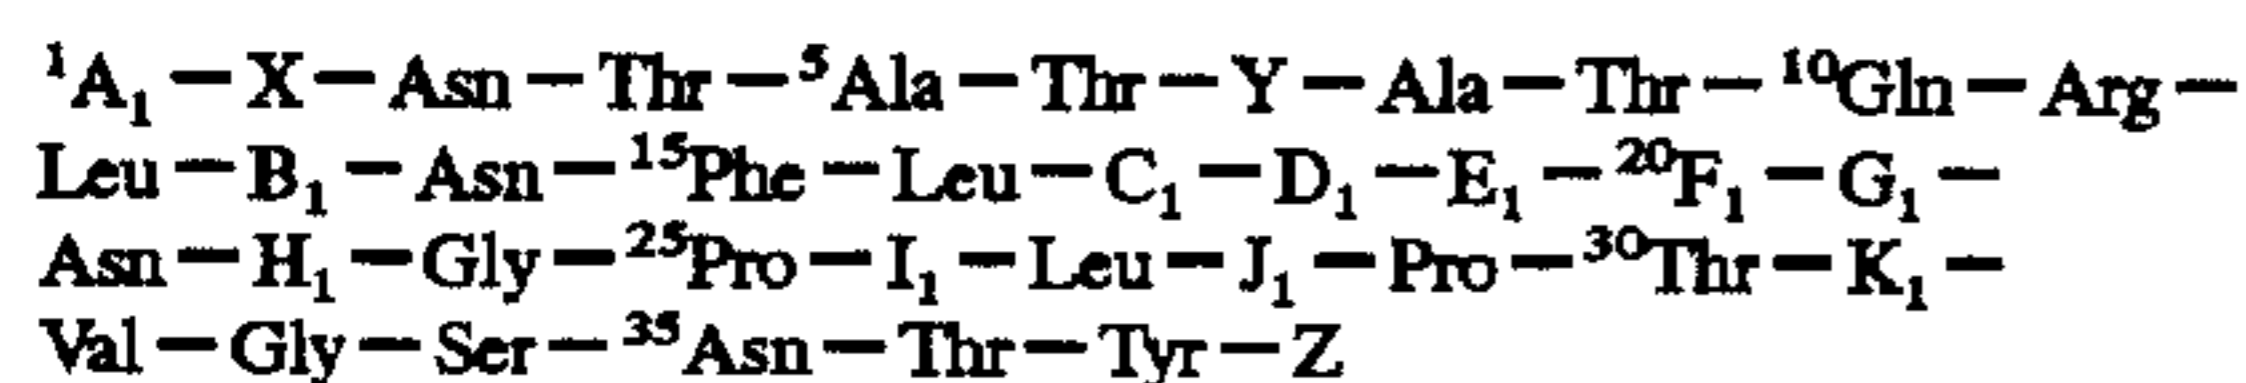 ¹A₁—X—Asn—Thr—⁵Ala—Thr—Y—Ala—Thr—¹⁰Gln—Arg—
Leu—B₁—Asn—¹⁵Phe—Leu—C₁—D₁—E₁—²⁰F₁—G₁—
Asn—H₁—Gly—²⁵Pro—I₁—Leu—J₁—Pro—³⁰Thr—K₁—
Val—Gly—Ser—³⁵Asn—Thr—Tyr—Z